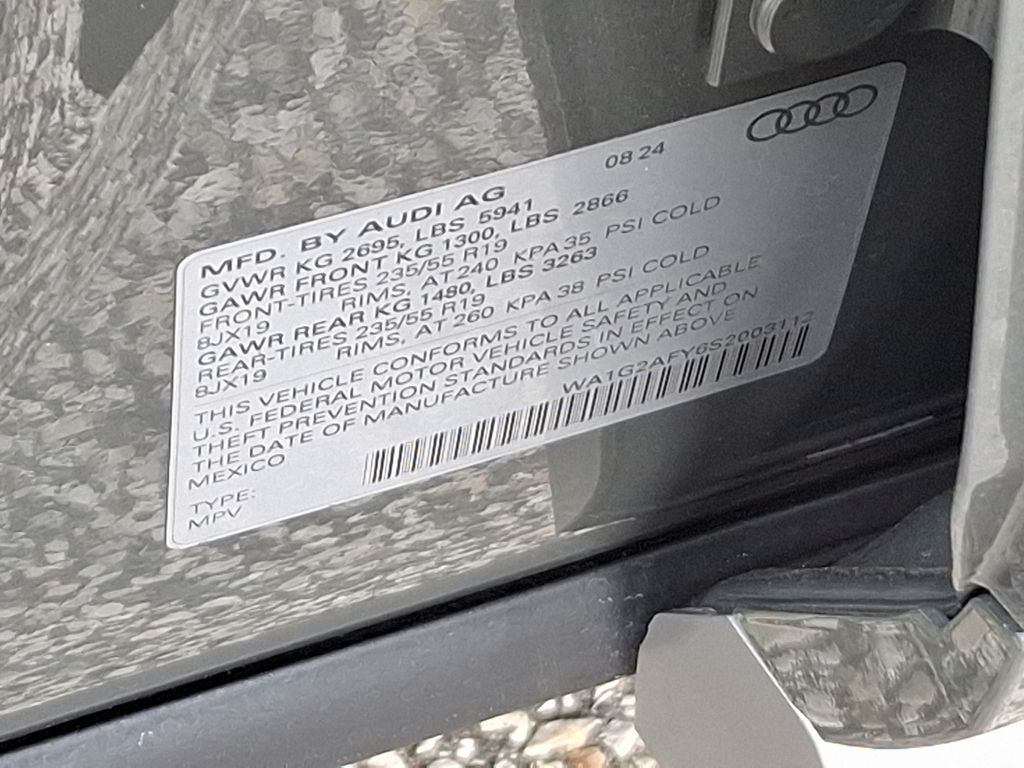 08 24
MFD. BY AUDI AG
GVWR KG 2695, LBS 5941
GAWR FRONT KG 1300, LBS 2866
FRONT-TIRES 235/55 R19
8JX19 RIMS, AT 240 KPA 35 PSI COLD
GAWR REAR KG 1480, LBS 3263
REAR-TIRES 235/55 R19
8JX19 RIMS, AT 260 KPA 38 PSI COLD
THIS VEHICLE CONFORMS TO ALL APPLICABLE
U.S. FEDERAL MOTOR VEHICLE SAFETY AND
THEFT PREVENTION STANDARDS IN EFFECT ON
THE DATE OF MANUFACTURE SHOWN ABOVE
MEXICO
WA1G2AFY6S2003112
TYPE:
MPV